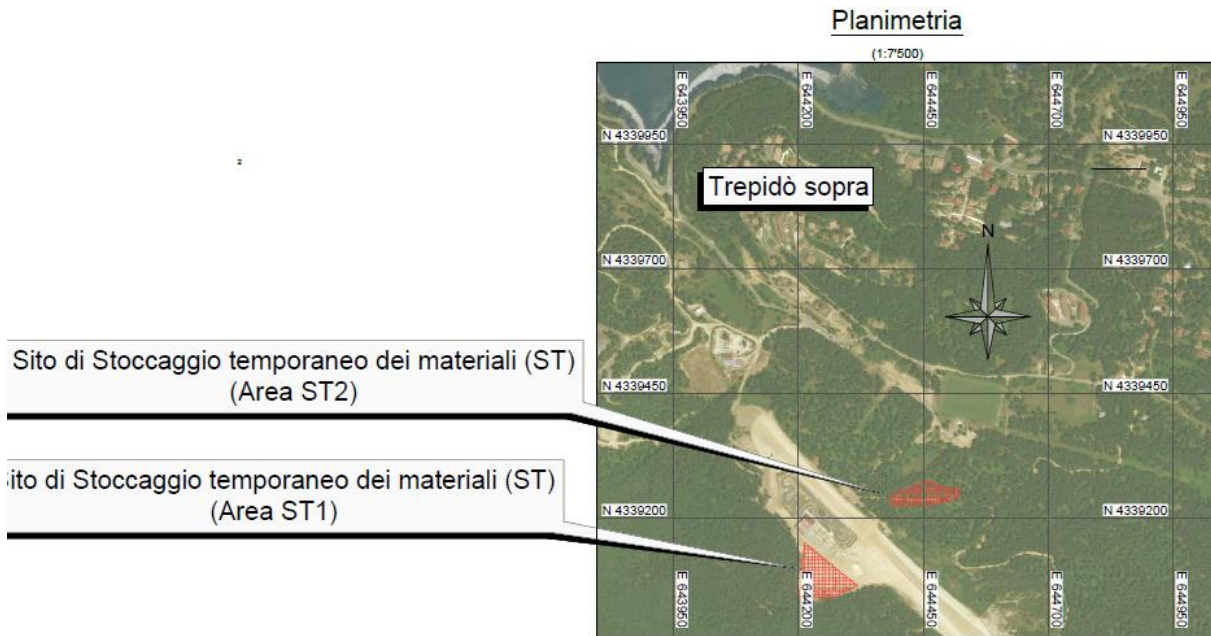 Planimetria
(1:7'500)
E 643950
E 644200
E 644450
E 644700
E 644950
N 4339950
N 4339950
Trepidò sopra
N
N 4339700
N 4339700
Sito di Stoccaggio temporaneo dei materiali (ST)
(Area ST2)
N 4339450
N 4339450
ito di Stoccaggio temporaneo dei materiali (ST)
(Area ST1)
N 4339200
N 4339200
E 643950
E 644200
E 644450
E 644700
E 644950